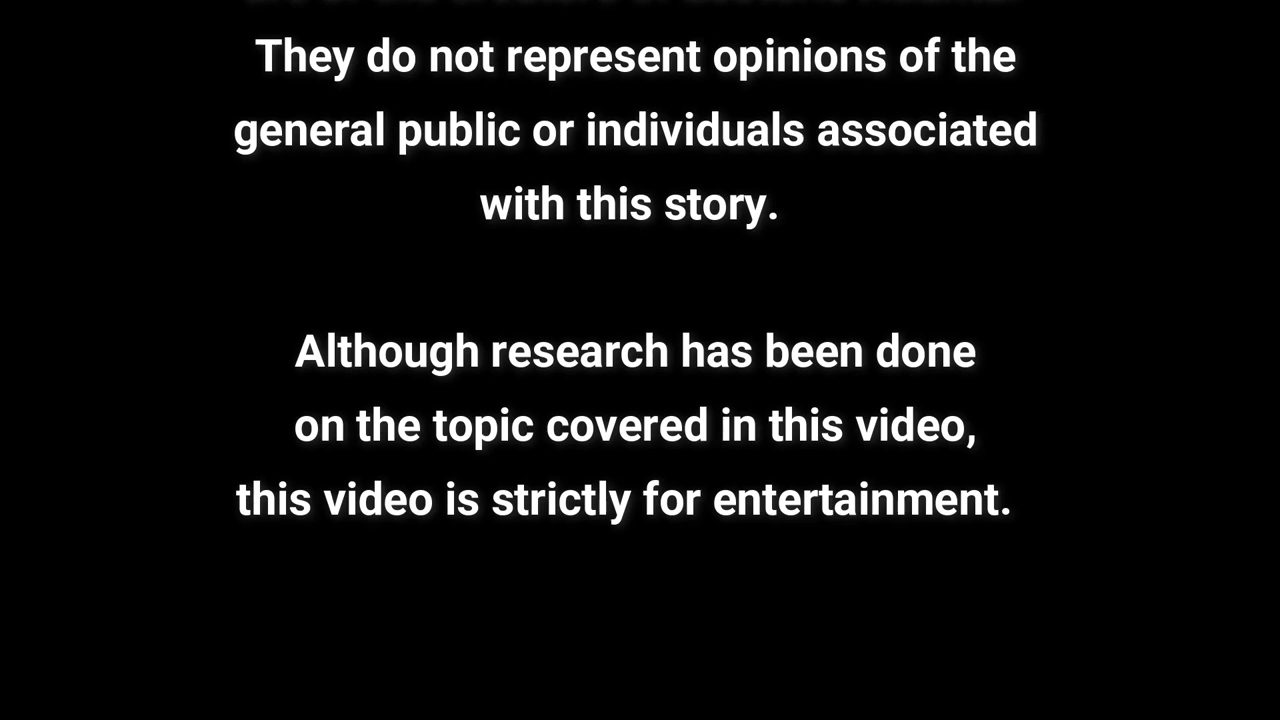 They do not represent opinions of the
general public or individuals associated
with this story.
Although research has been done
on the topic covered in this video,
this video is strictly for entertainment.